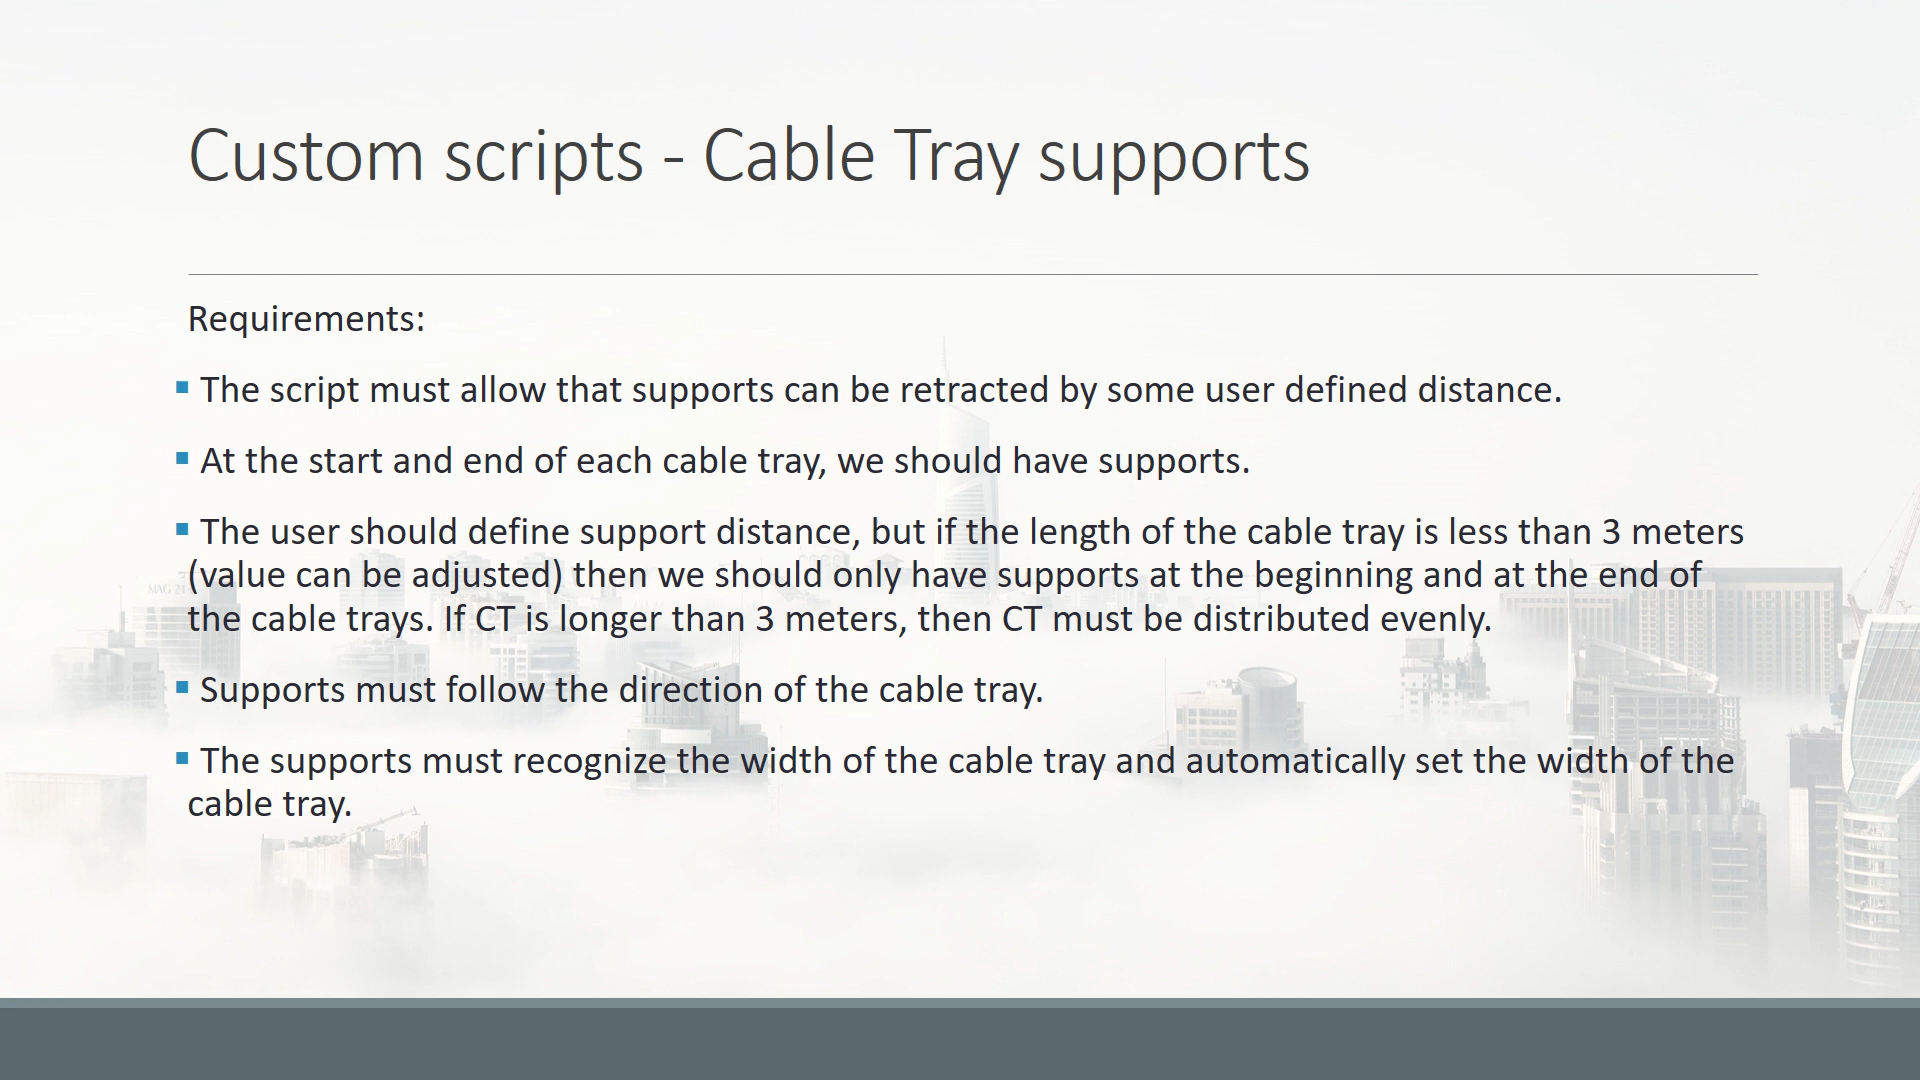 Custom scripts - Cable Tray supports
Requirements:
▪ The script must allow that supports can be retracted by some user defined distance.
▪ At the start and end of each cable tray, we should have supports.
▪ The user should define support distance, but if the length of the cable tray is less than 3 meters
(value can be adjusted) then we should only have supports at the beginning and at the end of
the cable trays. If CT is longer than 3 meters, then CT must be distributed evenly.
▪ Supports must follow the direction of the cable tray.
▪ The supports must recognize the width of the cable tray and automatically set the width of the
cable tray.